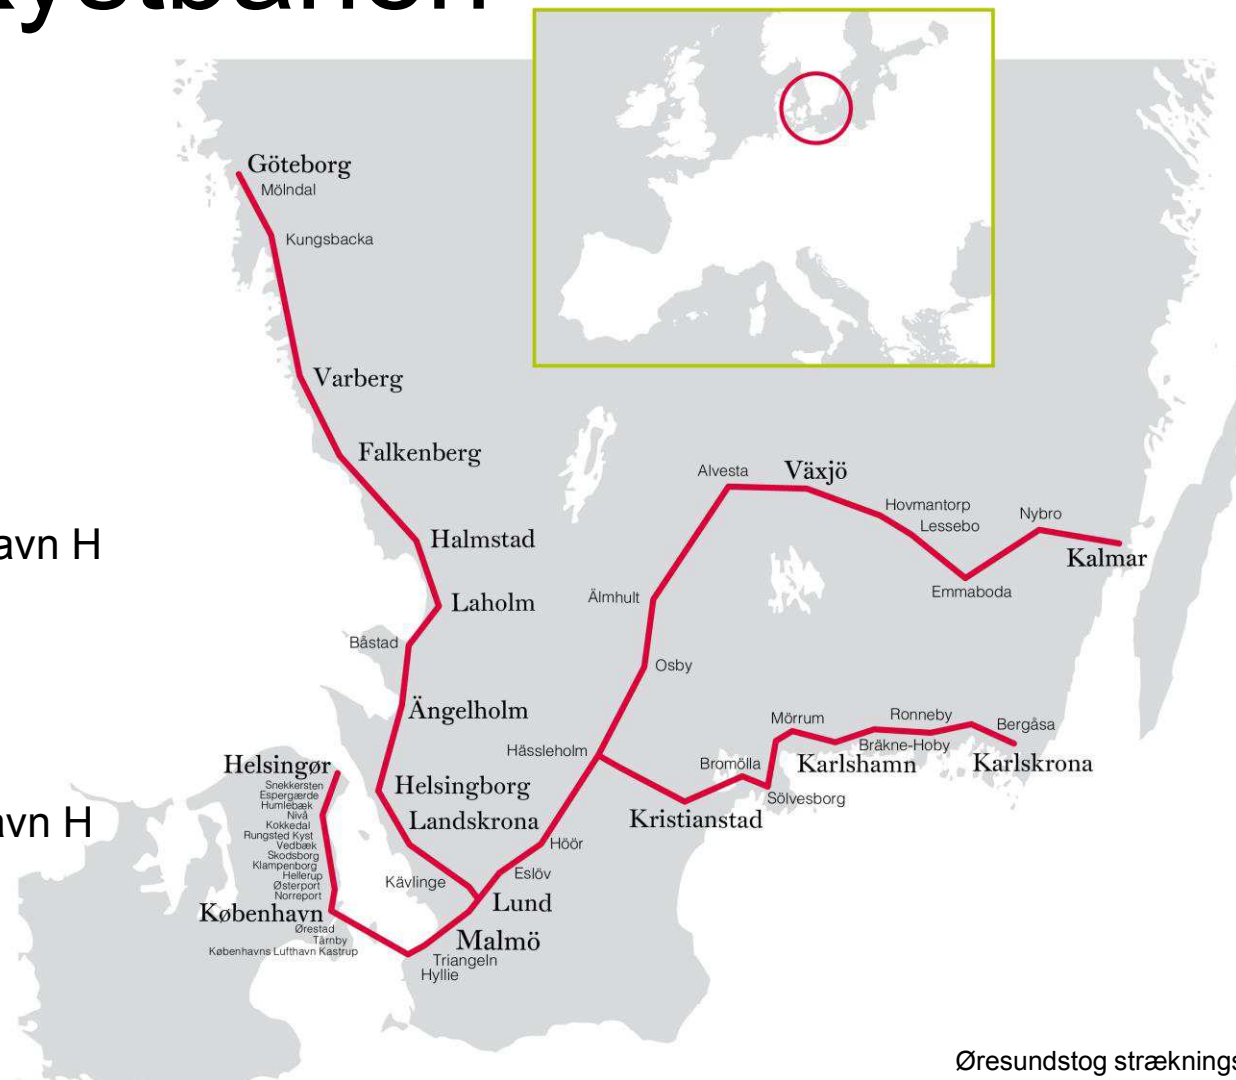 kystbanen
Göteborg
Mölndal
Kungsbacka
Varberg
Falkenberg
Halmstad
Laholm
Båstad
Ängelholm
Helsingborg
Landskrona
Kävlinge
Lund
Malmö
Triangeln
Hyllie
avn H
avn H
Helsingør
Snekkersten
Espergærde
Humlebæk
Nivå
Kokkedal
Rungsted Kyst
Vedbæk
Skodsborg
Klampenborg
Hellerup
Østerport
Norreport
København
Ørestad
Tårnby
Københavns Lufthavn Kastrup
Alvesta
Växjö
Hovmantorp
Lessebo
Emmaboda
Nybro
Kalmar
Älmhult
Osby
Hässleholm
Höör
Eslöv
Kristianstad
Bromölla
Sölvesborg
Mörrum
Karlshamn
Bräkne-Hoby
Ronneby
Bergåsa
Karlskrona
Øresundstog stræknings